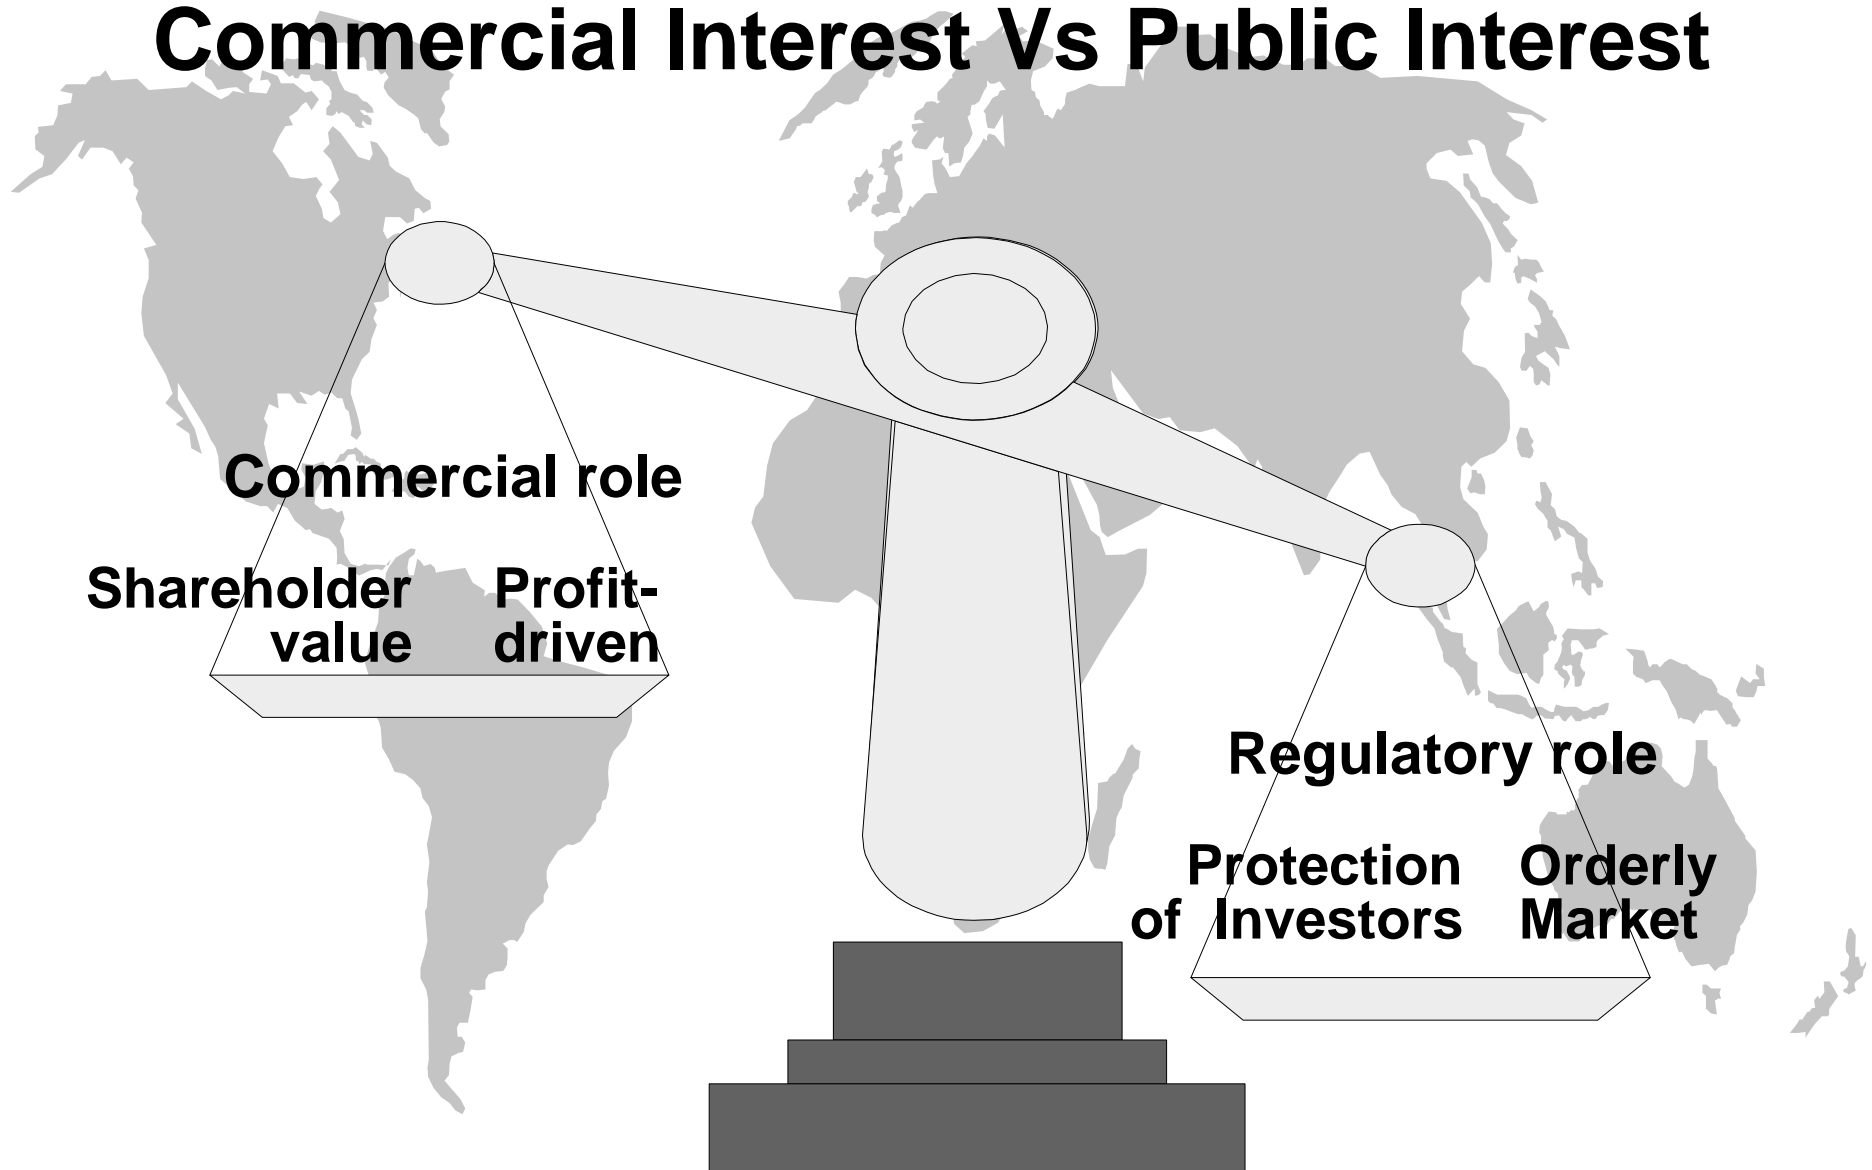 Commercial Interest Vs Public Interest
Commercial role
Shareholder
value
Profit-
driven
Regulatory role
Protection
of Investors
Orderly
Market